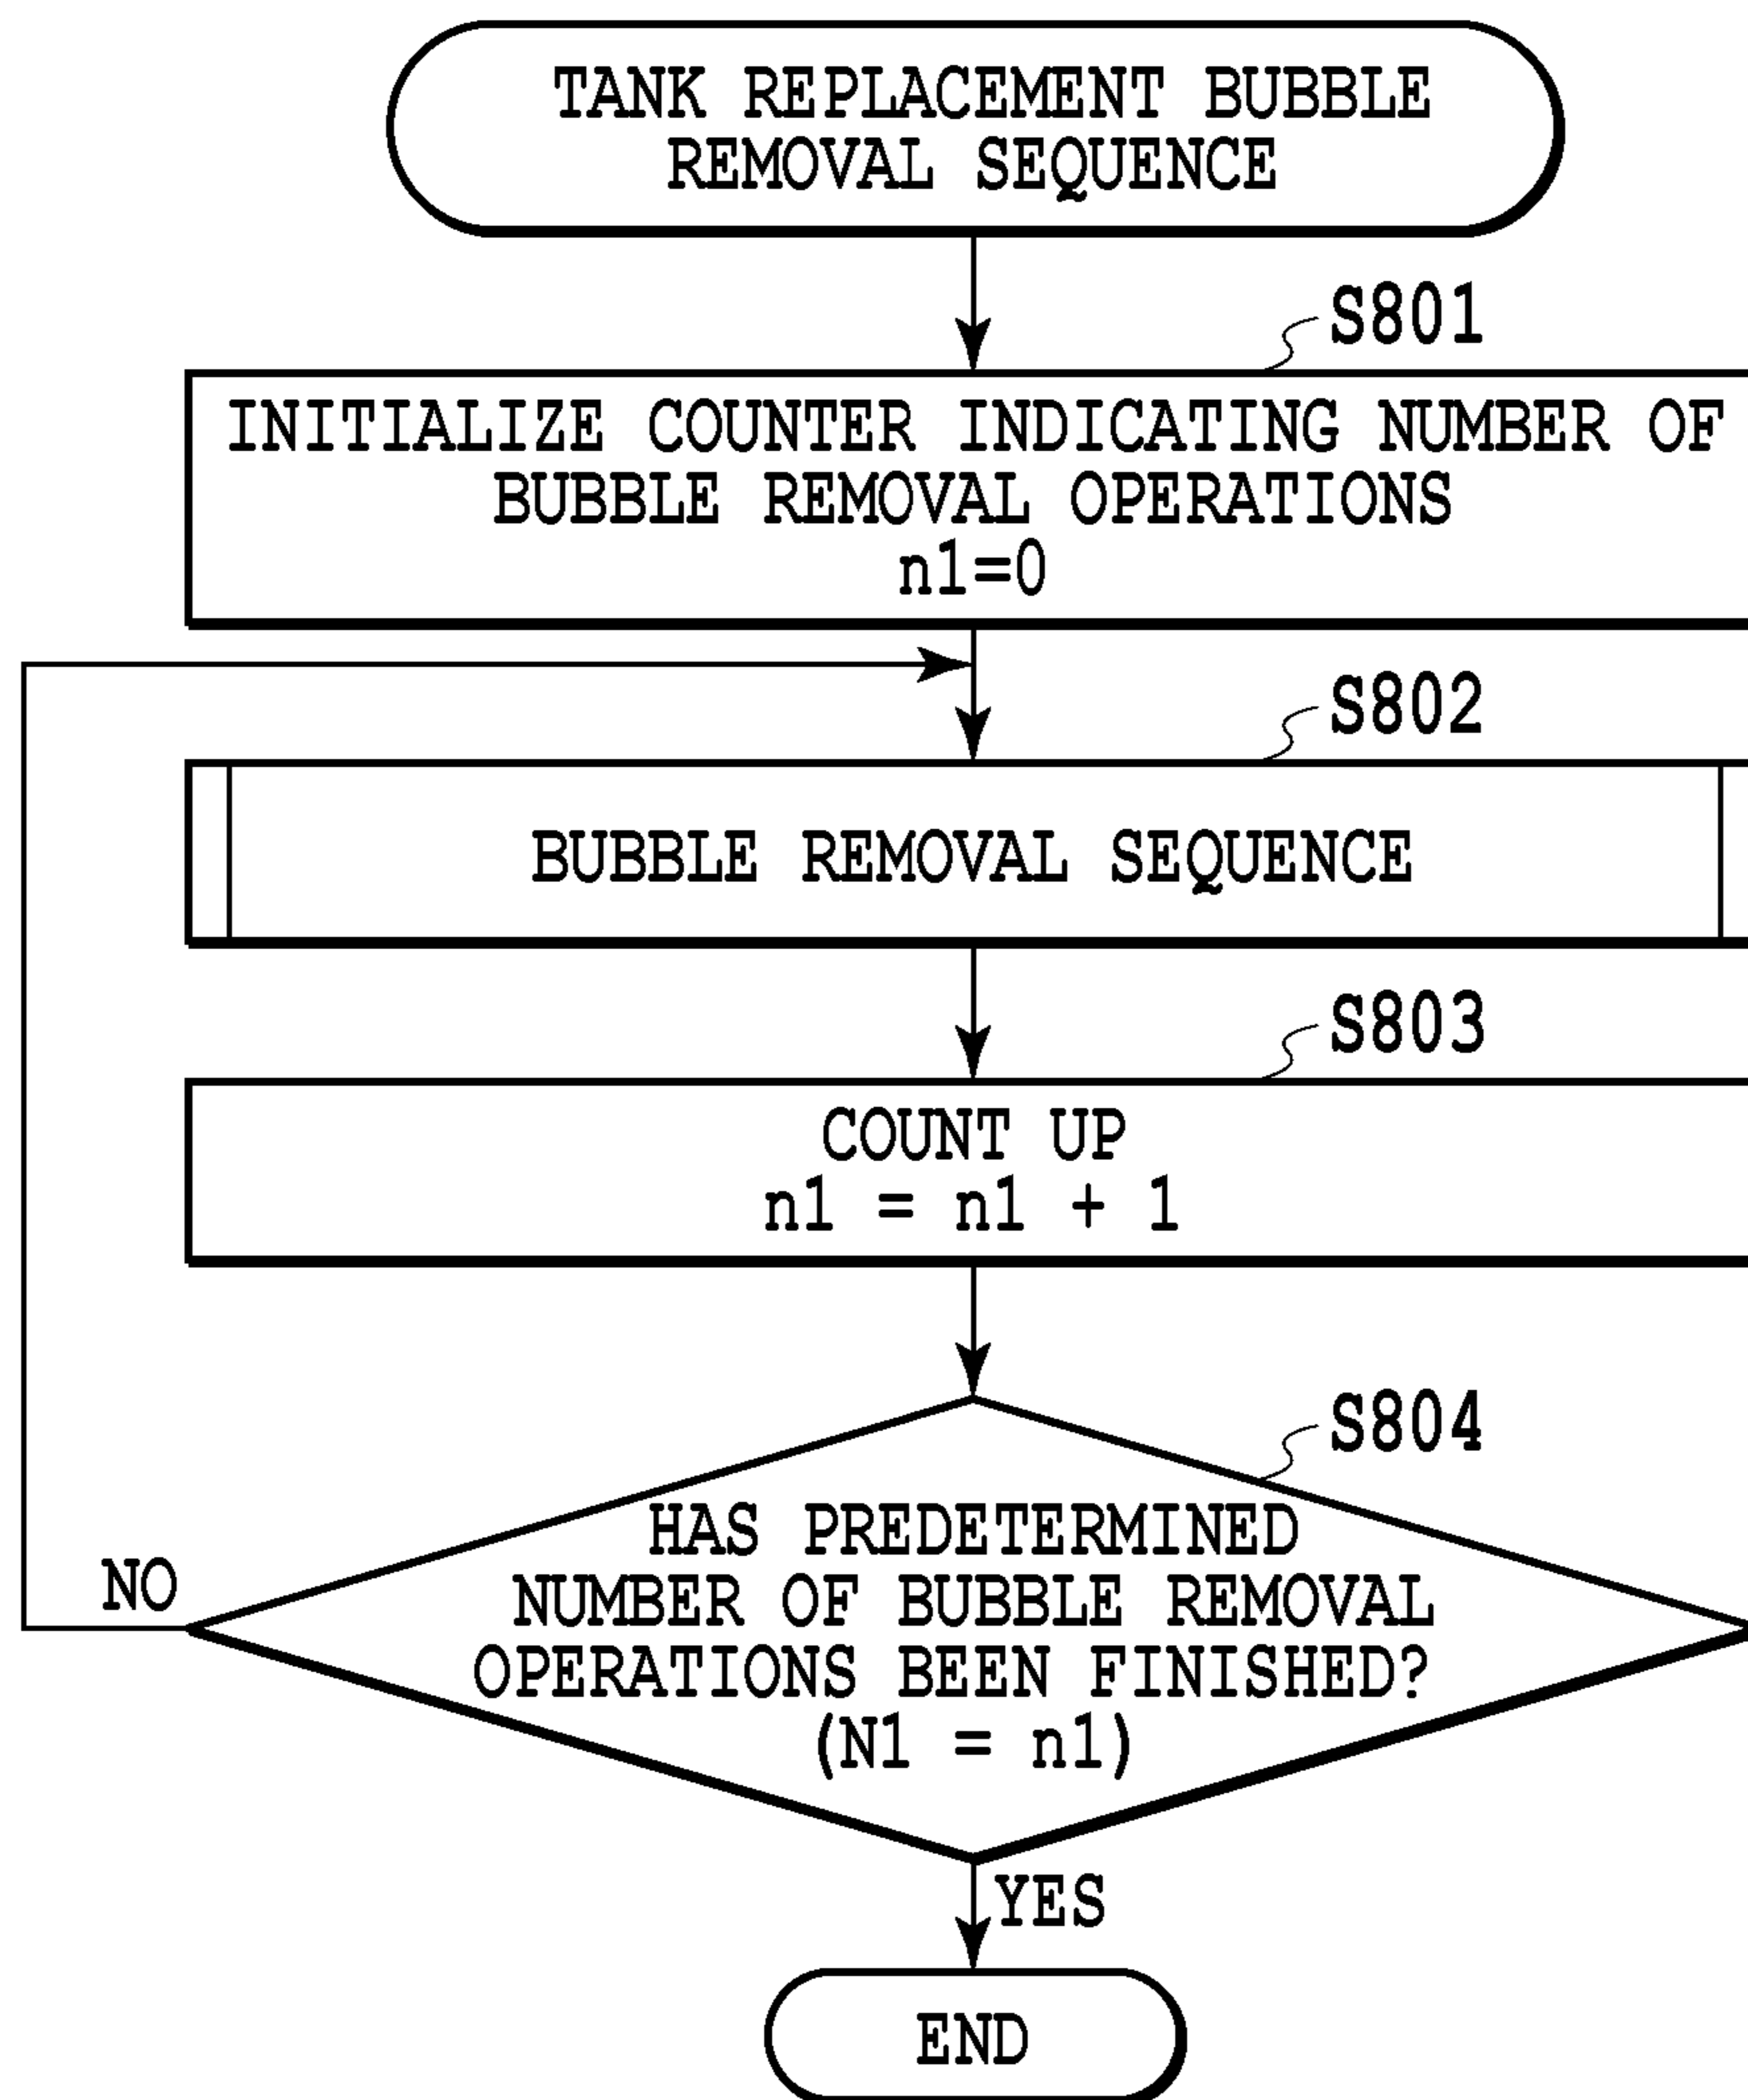 TANK REPLACEMENT BUBBLE
REMOVAL SEQUENCE
S801
INITIALIZE COUNTER INDICATING NUMBER OF
BUBBLE REMOVAL OPERATIONS
n1=0
S802
BUBBLE REMOVAL SEQUENCE
S803
COUNT UP
n1 = n1 + 1
S804
HAS PREDETERMINED
NUMBER OF BUBBLE REMOVAL
OPERATIONS BEEN FINISHED?
(N1 = n1)
NO
YES
END